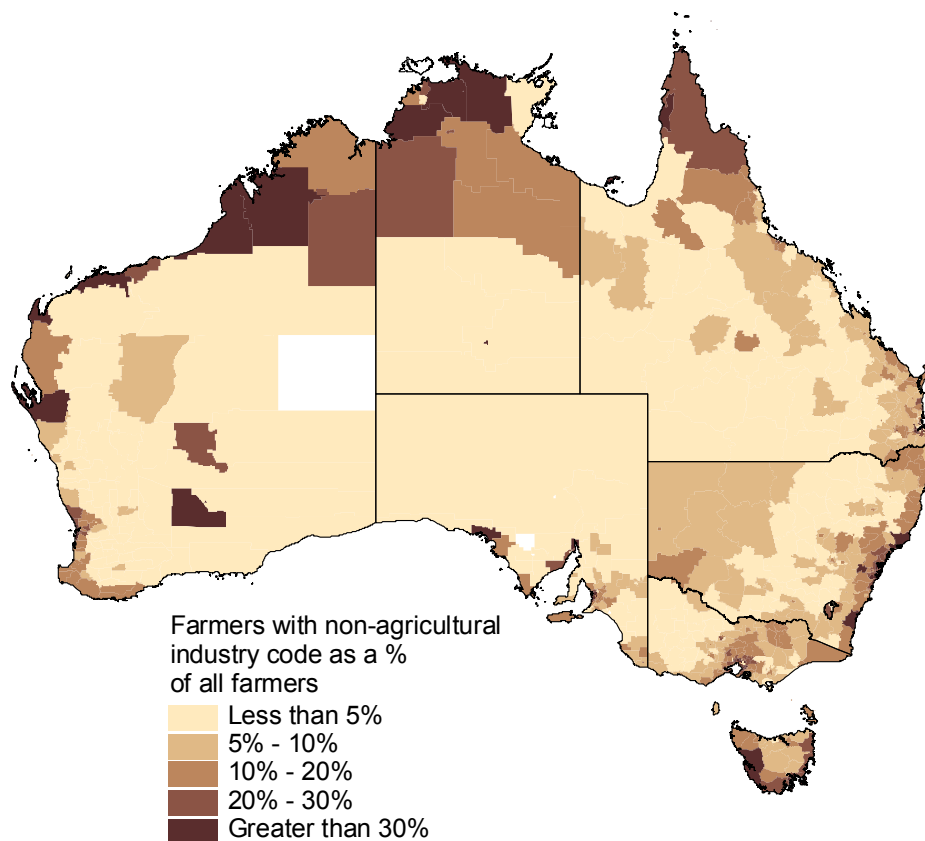 Farmers with non-agricultural
industry code as a %
of all farmers
Less than 5%
5% - 10%
10% - 20%
20% - 30%
Greater than 30%